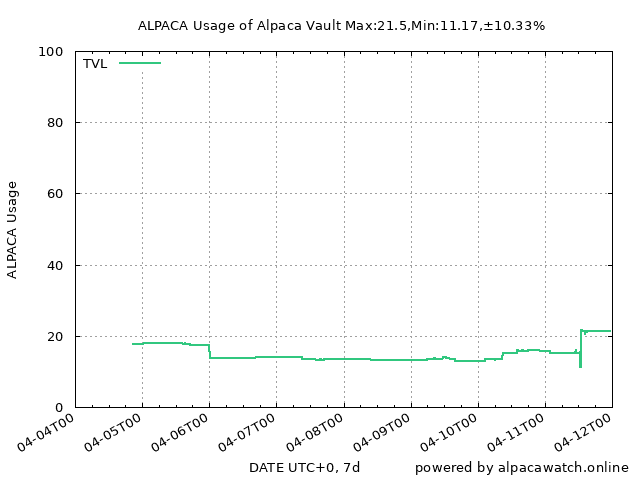 ALPACA Usage of Alpaca Vault Max:21.5,Min:11.17,±10.33%
TVL
100
80
60
40
20
0
ALPACA Usage
04-04T00 04-05T00 04-06T00 04-07T00 04-08T00 04-09T00 04-10T00 04-11T00 04-12T00
DATE UTC+0, 7d
powered by alpacawatch.online